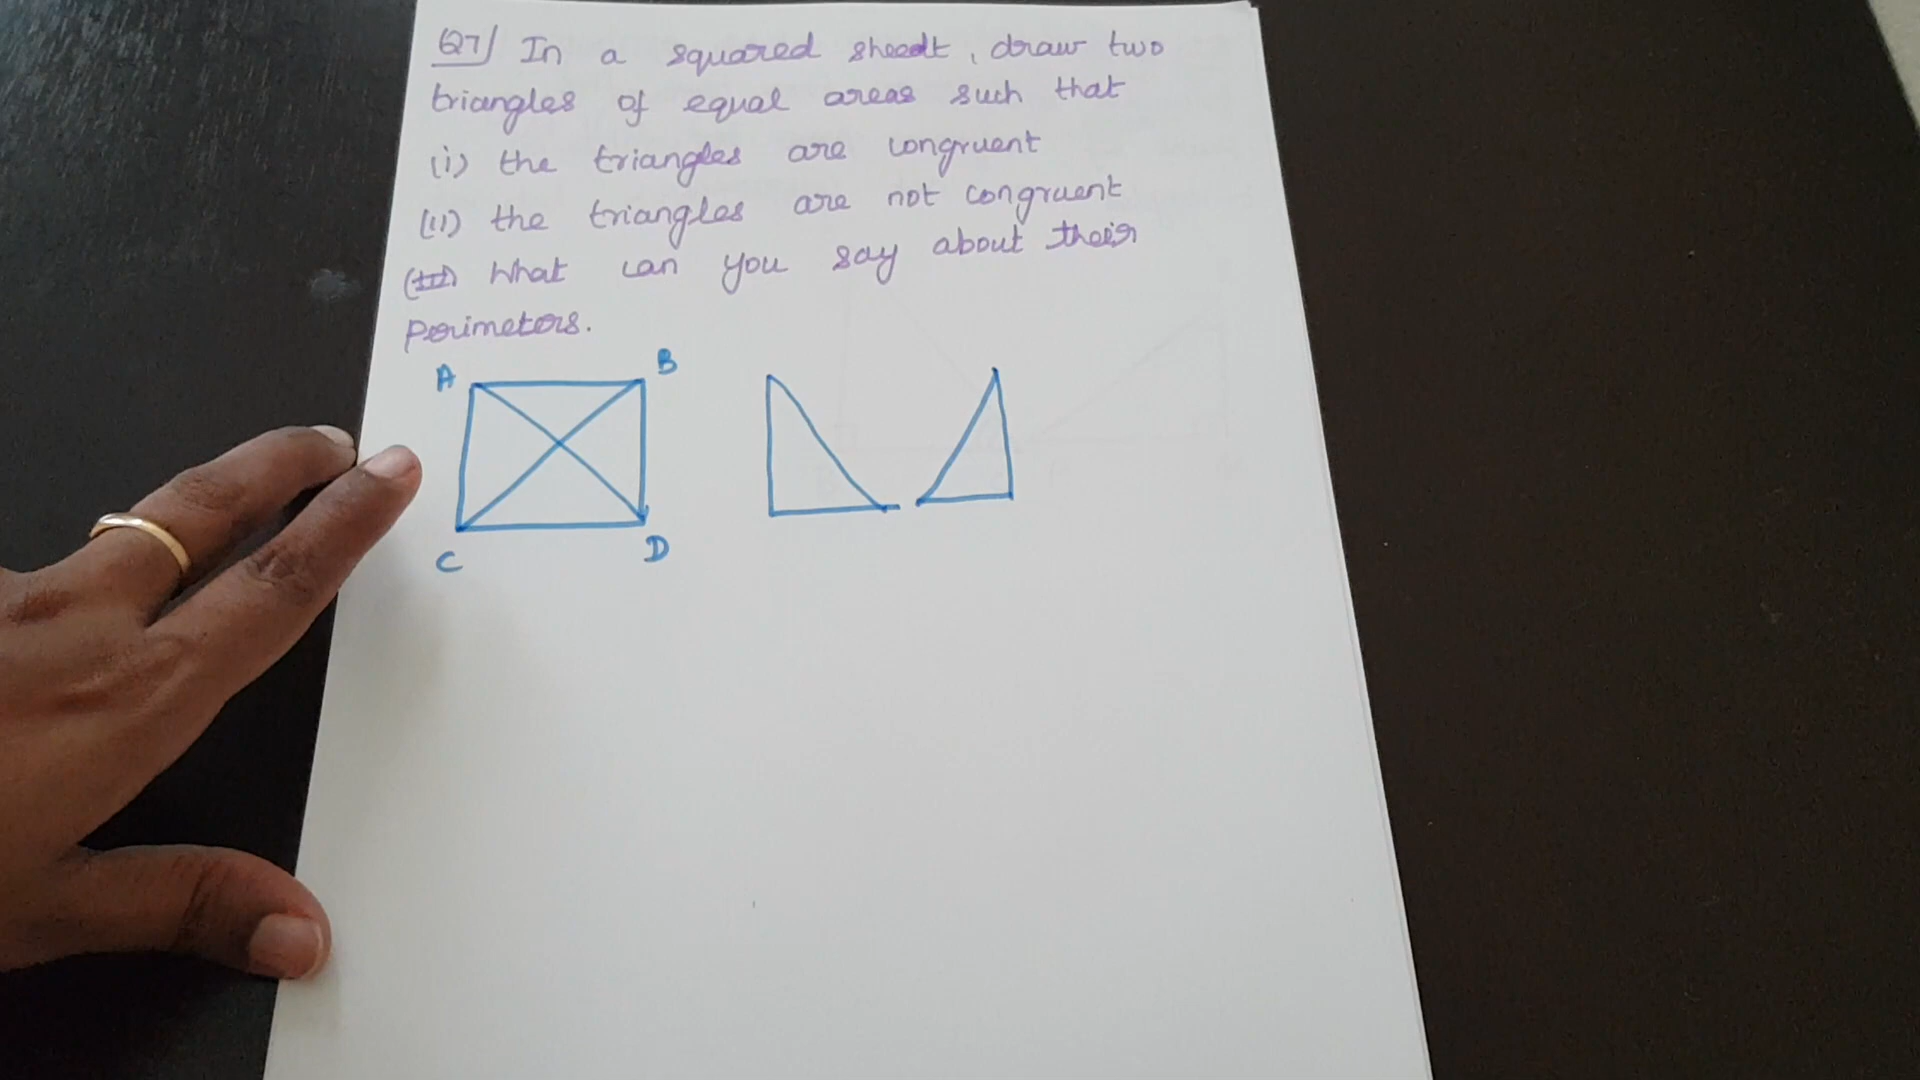 Q7/ In a squared sheet, draw two
triangles of equal areas such that
(i) the triangles are congruent
(ii) the triangles are not congruent
(iii) What can you say about their
Perimeters.
A B
C D